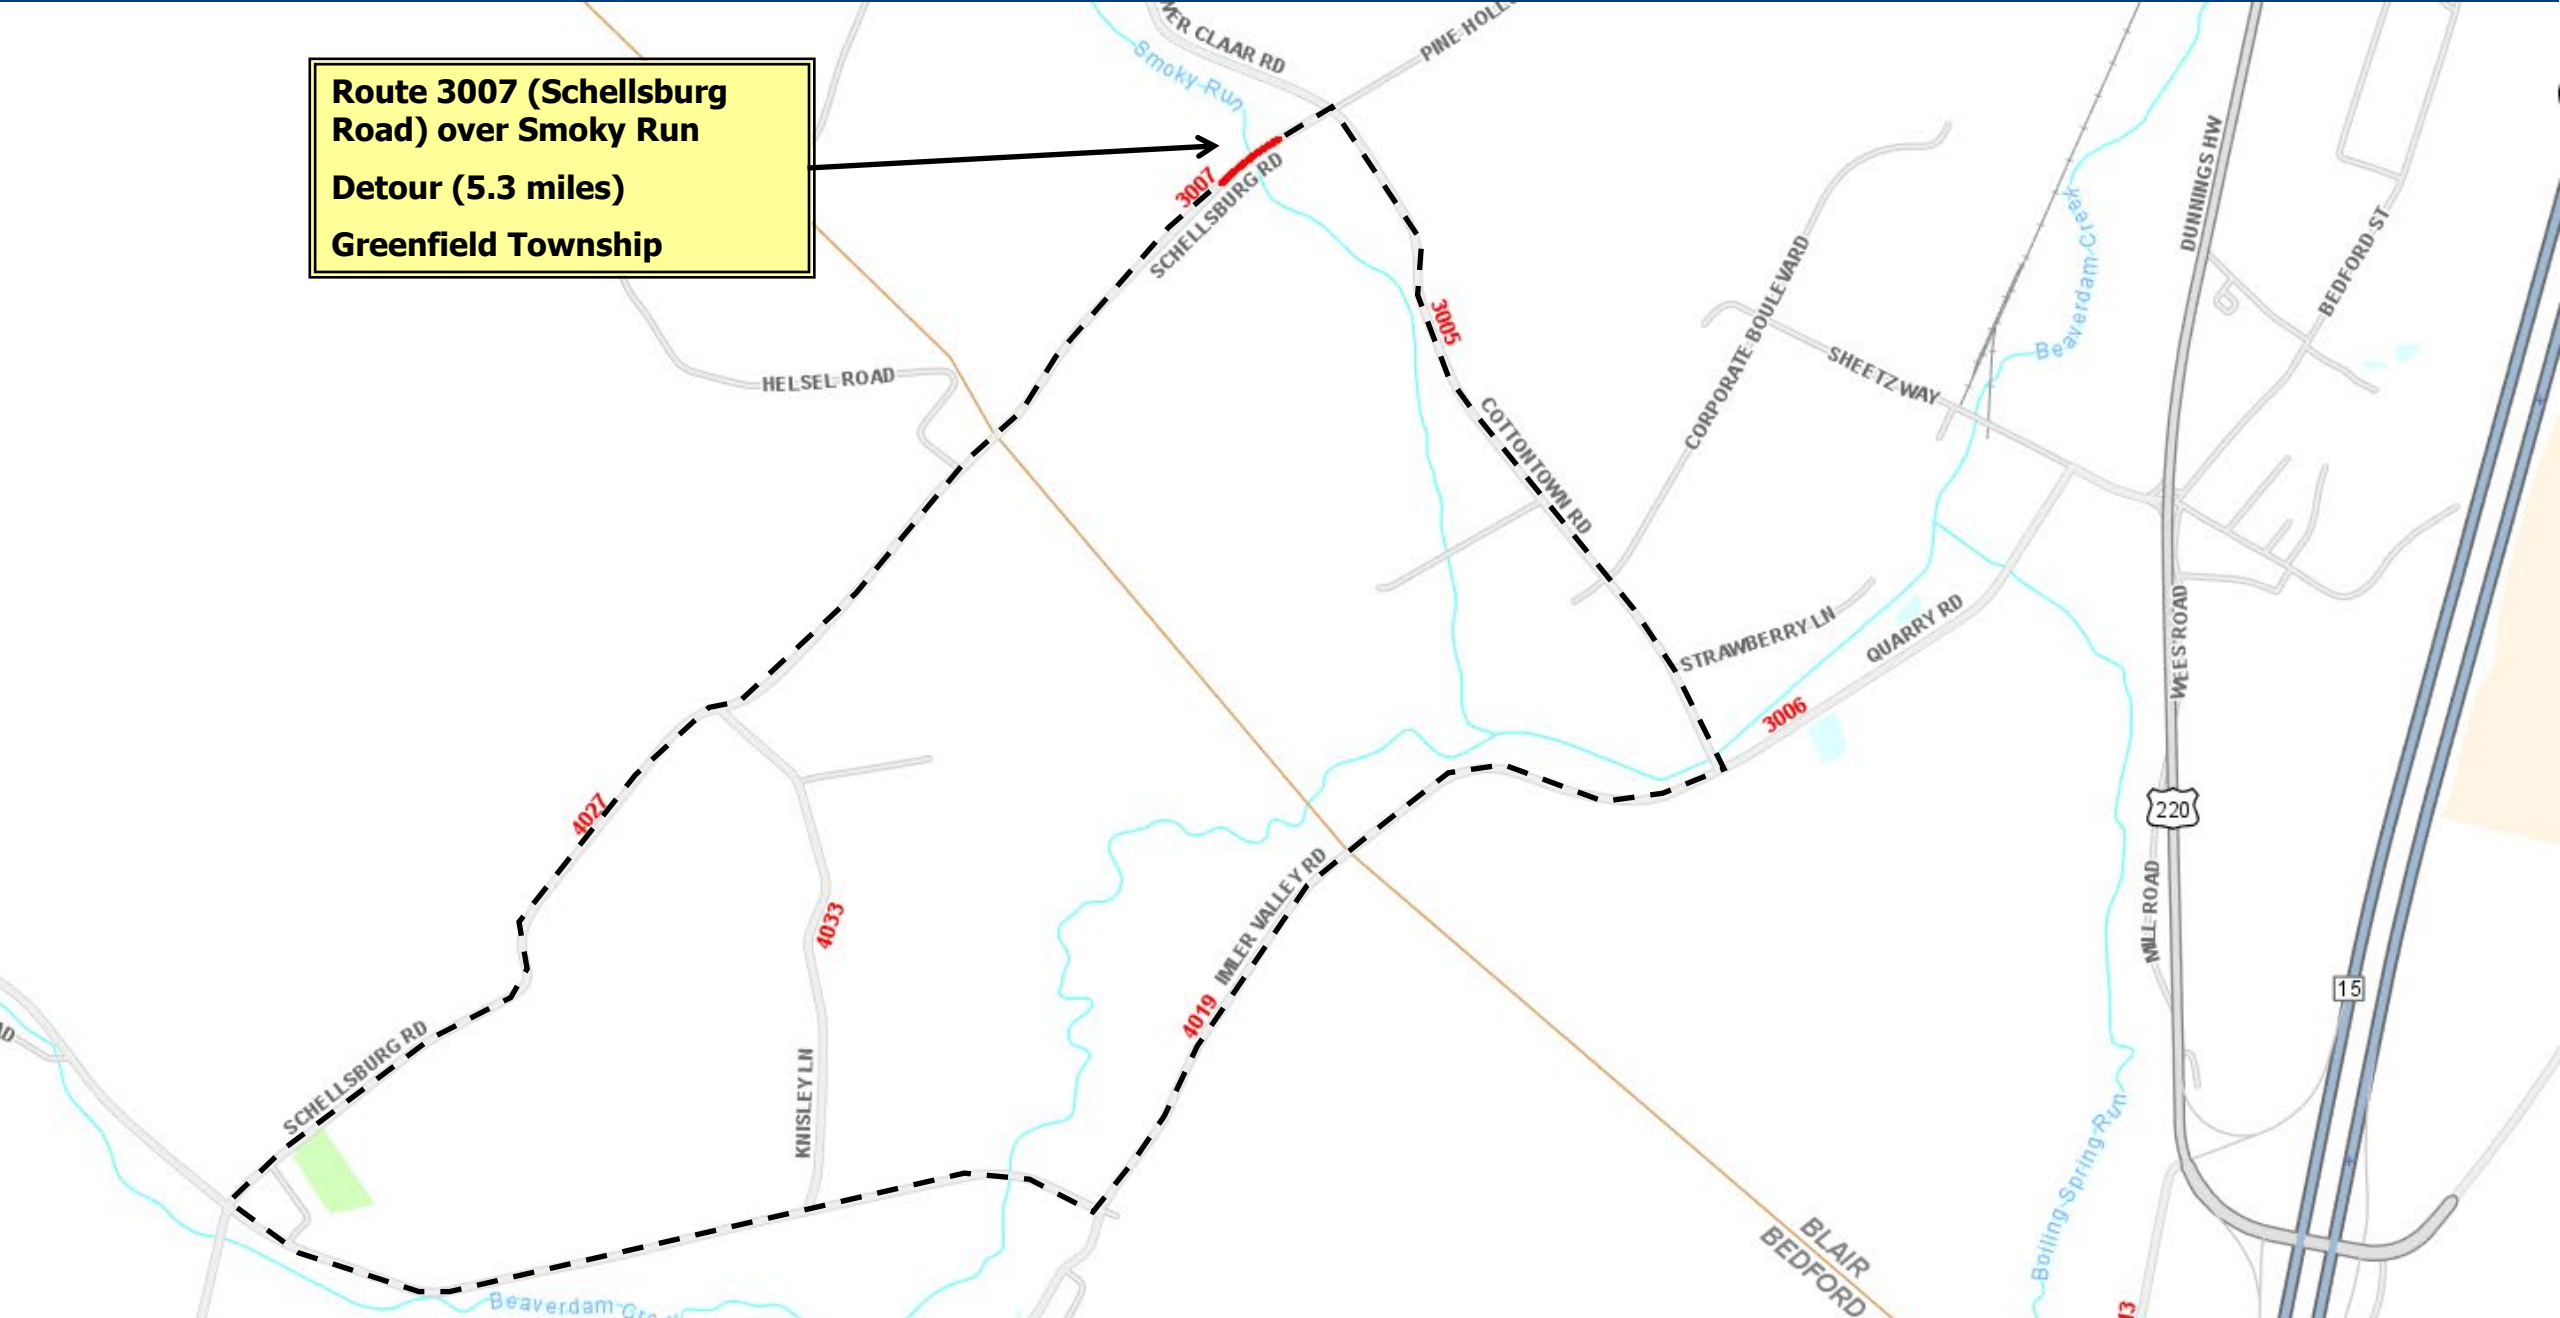 Route 3007 (Schellsburg
Road) over Smoky Run
Detour (5.3 miles)
Greenfield Township
CLAAR RD
PINE
Smoky Run
3007
SCHELLSBURG RD
3005
COTTONTOWN RD
HELSEL ROAD
CORPORATE BOULEVARD
SHEETZ WAY
Beaverdam Creek
DUNNINGS HW
BEDFORD ST
STRAWBERRY LN
QUARRY RD
3006
WEST ROAD
220
MILL ROAD
15
4027
4033
IMLER VALLEY RD
4019
SCHELLSBURG RD
KNISLEY LN
Beaverdam
Boiling Spring Run
BLAIR
BEDFORD